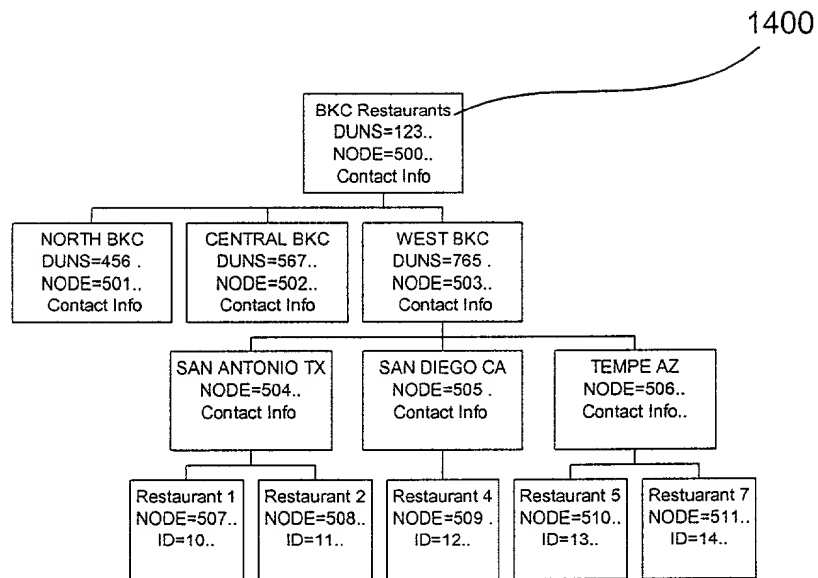 1400
BKC Restaurants
DUNS=123..
NODE=500..
Contact Info
NORTH BKC
DUNS=456 .
NODE=501..
Contact Info
CENTRAL BKC
DUNS=567..
NODE=502..
Contact Info
WEST BKC
DUNS=765 .
NODE=503..
Contact Info
SAN ANTONIO TX
NODE=504..
Contact Info
SAN DIEGO CA
NODE=505 .
Contact Info
TEMPE AZ
NODE=506..
Contact Info..
Restaurant 1
NODE=507..
ID=10..
Restaurant 2
NODE=508..
ID=11..
Restaurant 4
NODE=509 .
ID=12..
Restaurant 5
NODE=510..
ID=13..
Restuarant 7
NODE=511..
ID=14..